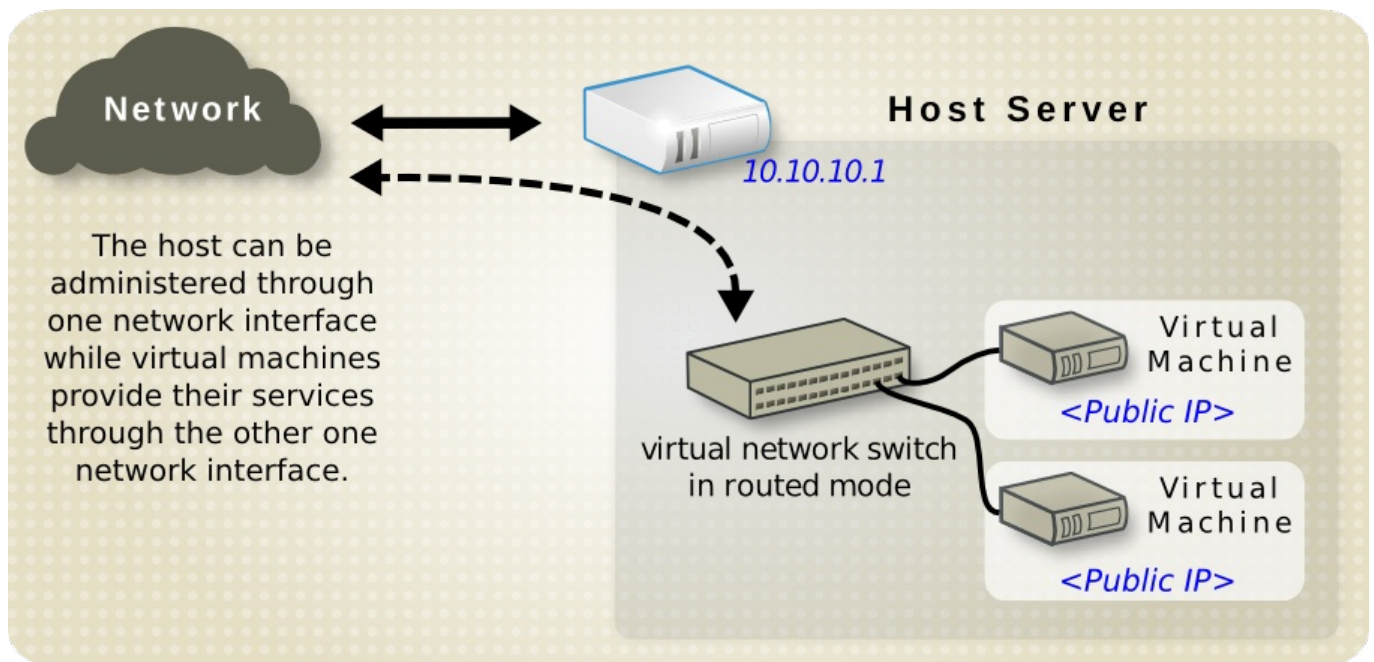 Network
Host Server
10.10.10.1
The host can be
administered through
one network interface
while virtual machines
provide their services
through the other one
network interface.
virtual network switch
in routed mode
Virtual
Machine
<Public IP>
Virtual
Machine
<Public IP>